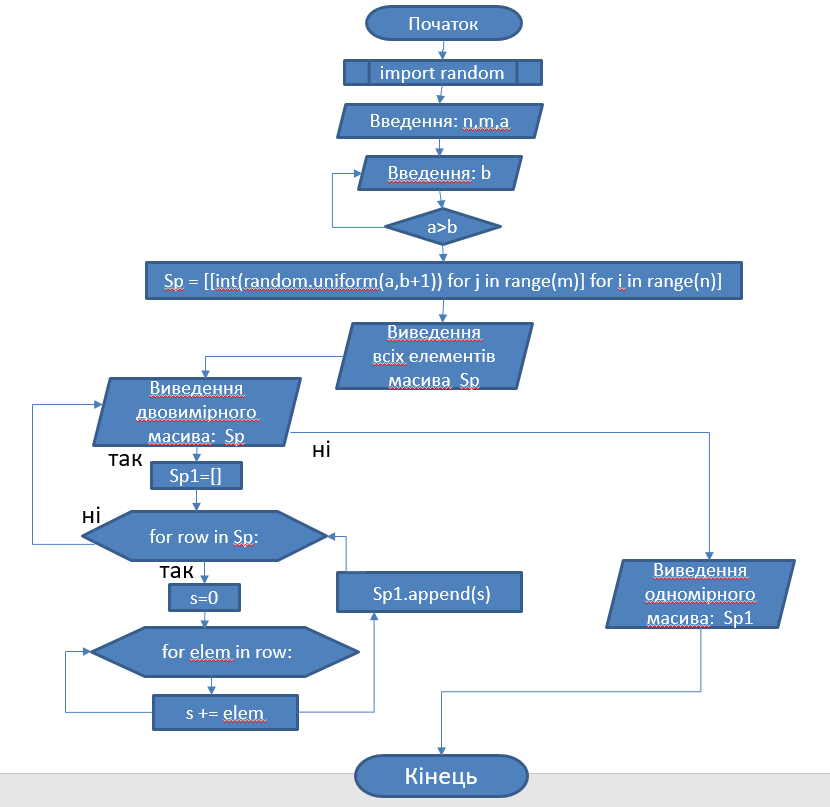 Початок
import random
Введення: n,m,a
Введення: b
a>b
Sp = [[int(random.uniform(a,b+1)) for j in range(m)] for i in range(n)]
Виведення
всіх елементів
масива Sp
Виведення
двовимірного
масива: Sp
так
ні
Sp1=[]
ні
for row in Sp:
так
s=0
Sp1.append(s)
for elem in row:
s += elem
Виведення
одномірного
масива: Sp1
Кінець